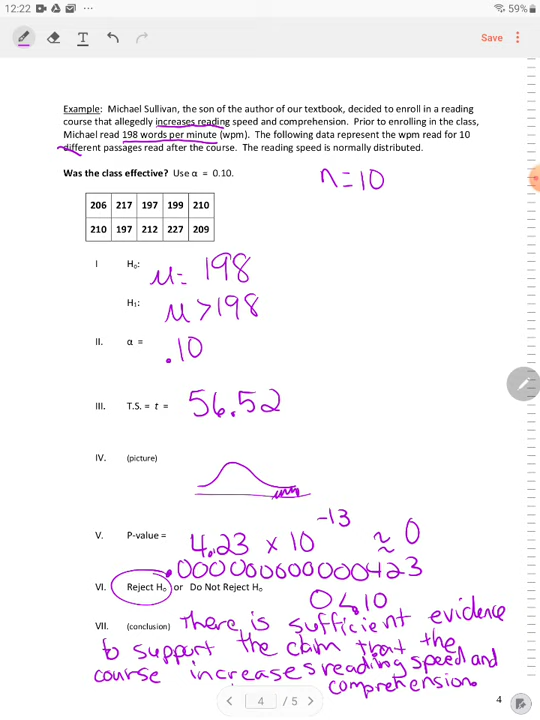 12:22 ... 59%
T Save
Example: Michael Sullivan, the son of the author of our textbook, decided to enroll in a reading
course that allegedly increases reading speed and comprehension. Prior to enrolling in the class,
Michael read 198 words per minute (wpm). The following data represent the wpm read for 10
different passages read after the course. The reading speed is normally distributed.
Was the class effective? Use α = 0.10.
n = 10
206 217 197 199 210
210 197 212 227 209
I H₀: μ = 198
H₁: μ > 198
II. α = .10
III. T.S. = t = 56.52
IV. (picture)
V. P-value = 4.23 x 10^-13 ≈ 0
.000000000000423
VI. Reject H₀ or Do Not Reject H₀
0 < .10
VII. (conclusion) There is sufficient evidence
to support the claim that the
course increases reading speed and
comprehension.
4 / 5
4